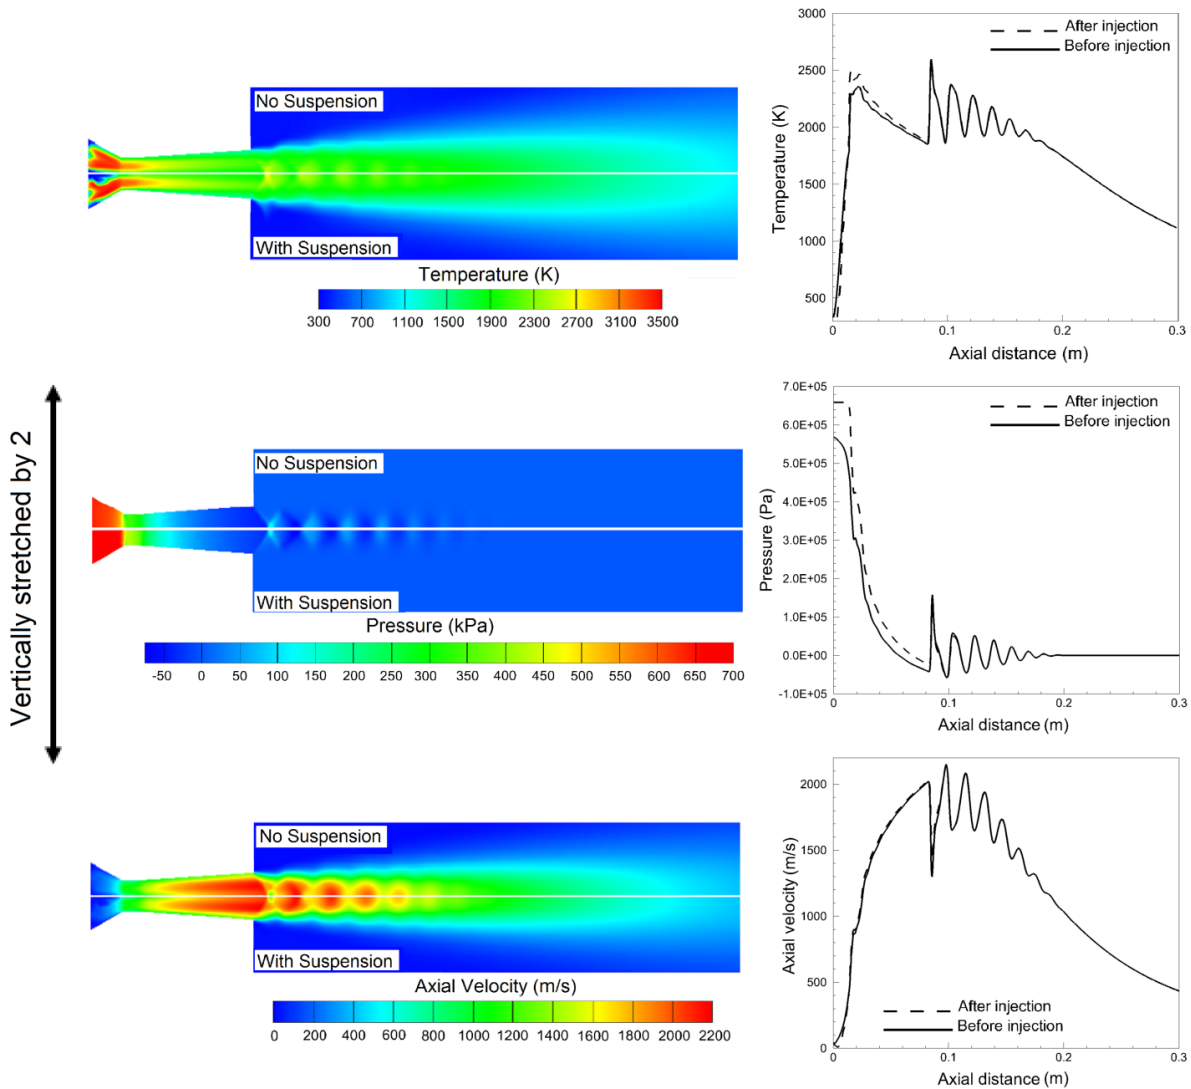 No Suspension
With Suspension
Temperature (K)
300 700 1100 1500 1900 2300 2700 3100 3500
3000
2500
2000
1500
1000
500
Temperature (K)
After injection
Before injection
0 0.1 0.2 0.3
Axial distance (m)
Vertically stretched by 2
No Suspension
With Suspension
Pressure (kPa)
-50 0 50 100 150 200 250 300 350 400 450 500 550 600 650 700
7.0E+05
6.0E+05
5.0E+05
4.0E+05
3.0E+05
2.0E+05
1.0E+05
0.0E+00
-1.0E+05
Pressure (Pa)
After injection
Before injection
0 0.1 0.2 0.3
Axial distance (m)
No Suspension
With Suspension
Axial Velocity (m/s)
0 200 400 600 800 1000 1200 1400 1600 1800 2000 2200
2000
1500
1000
500
0
Axial velocity (m/s)
After injection
Before injection
0 0.1 0.2 0.3
Axial distance (m)